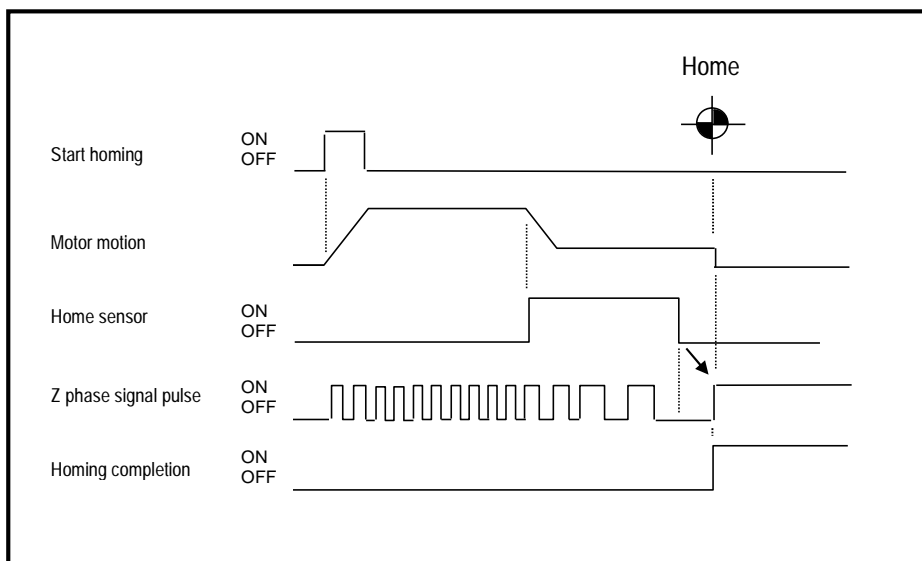 Home
Start homing
ON
OFF
Motor motion
Home sensor
ON
OFF
Z phase signal pulse
ON
OFF
Homing completion
ON
OFF